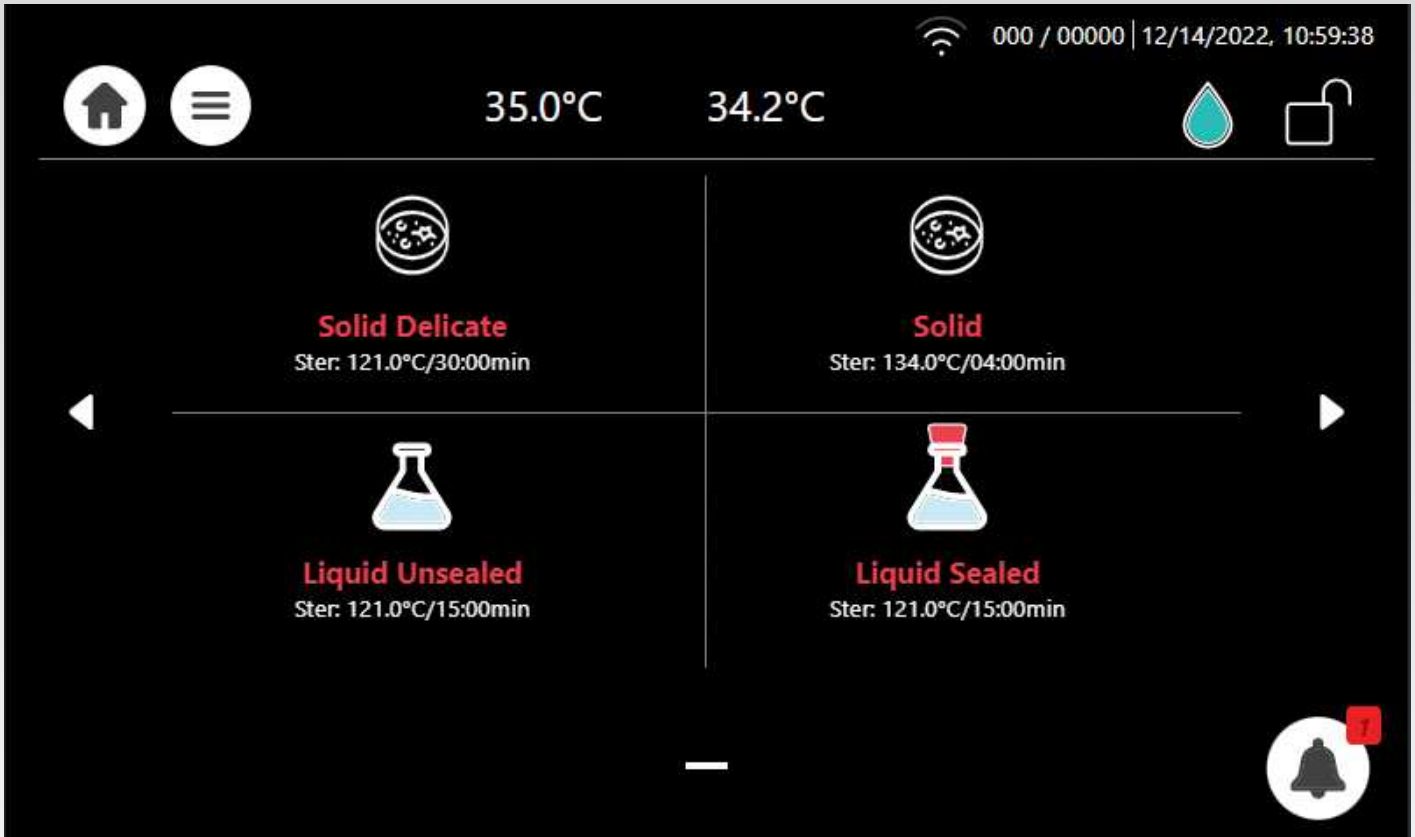 000 / 00000 | 12/14/2022, 10:59:38
35.0°C 34.2°C
Solid Delicate
Ster: 121.0°C/30:00min
Solid
Ster: 134.0°C/04:00min
Liquid Unsealed
Ster: 121.0°C/15:00min
Liquid Sealed
Ster: 121.0°C/15:00min
1